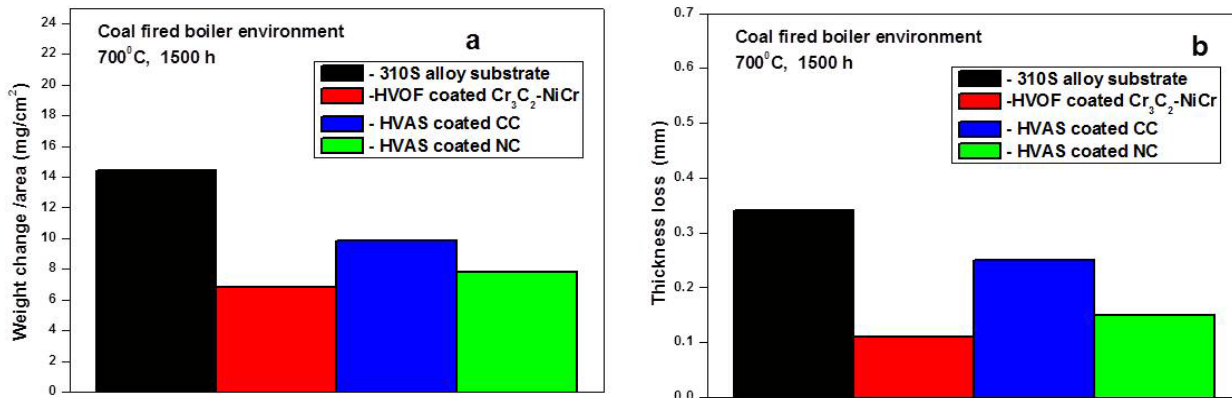 Weight change /area (mg/cm²)
24
22
20
18
16
14
12
10
8
6
4
2
0
Coal fired boiler environment
700⁰C, 1500 h
a
- 310S alloy substrate
-HVOF coated Cr₃C₂-NiCr
- HVAS coated CC
- HVAS coated NC
Thickness loss (mm)
0.7
0.6
0.5
0.4
0.3
0.2
0.1
0.0
Coal fired boiler environment
700⁰C, 1500 h
b
- 310S alloy substrate
-HVOF coated Cr₃C₂-NiCr
- HVAS coated CC
- HVAS coated NC